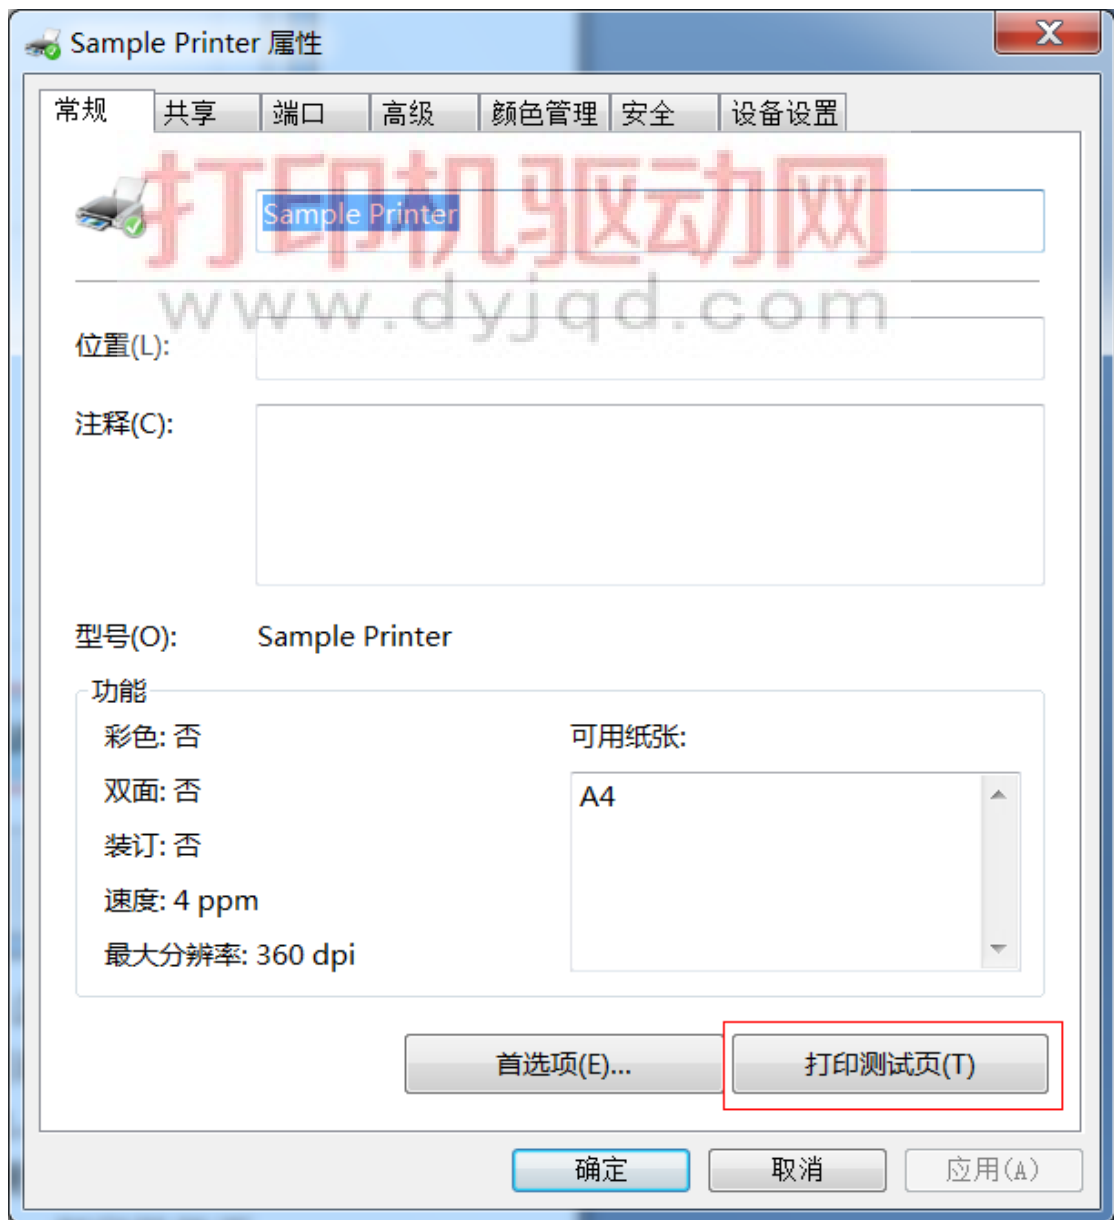 Sample Printer 属性
常规 共享 端口 高级 颜色管理 安全 设备设置
打印机驱动网
Sample Printer
www.dyjqd.com
位置(L):
注释(C):
型号(O): Sample Printer
功能
彩色: 否 可用纸张:
双面: 否 A4
装订: 否
速度: 4 ppm
最大分辨率: 360 dpi
首选项(E)... 打印测试页(T)
确定 取消 应用(A)